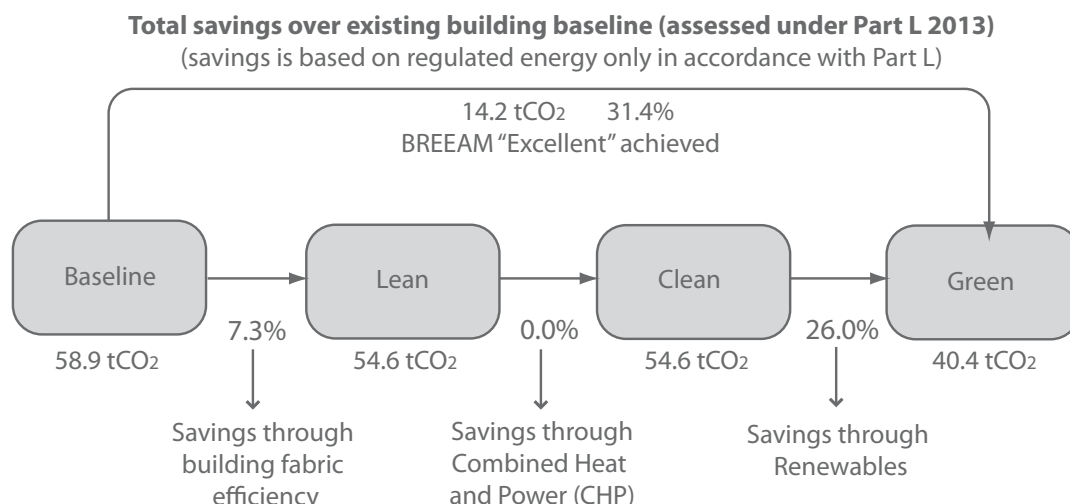 Total savings over existing building baseline (assessed under Part L 2013)
(savings is based on regulated energy only in accordance with Part L)
14.2 tCO2 31.4%
BREEAM “Excellent” achieved
Baseline
Lean
Clean
Green
7.3%
0.0%
26.0%
58.9 tCO2
54.6 tCO2
54.6 tCO2
40.4 tCO2
Savings through
building fabric
efficiency
Savings through
Combined Heat
and Power (CHP)
Savings through
Renewables